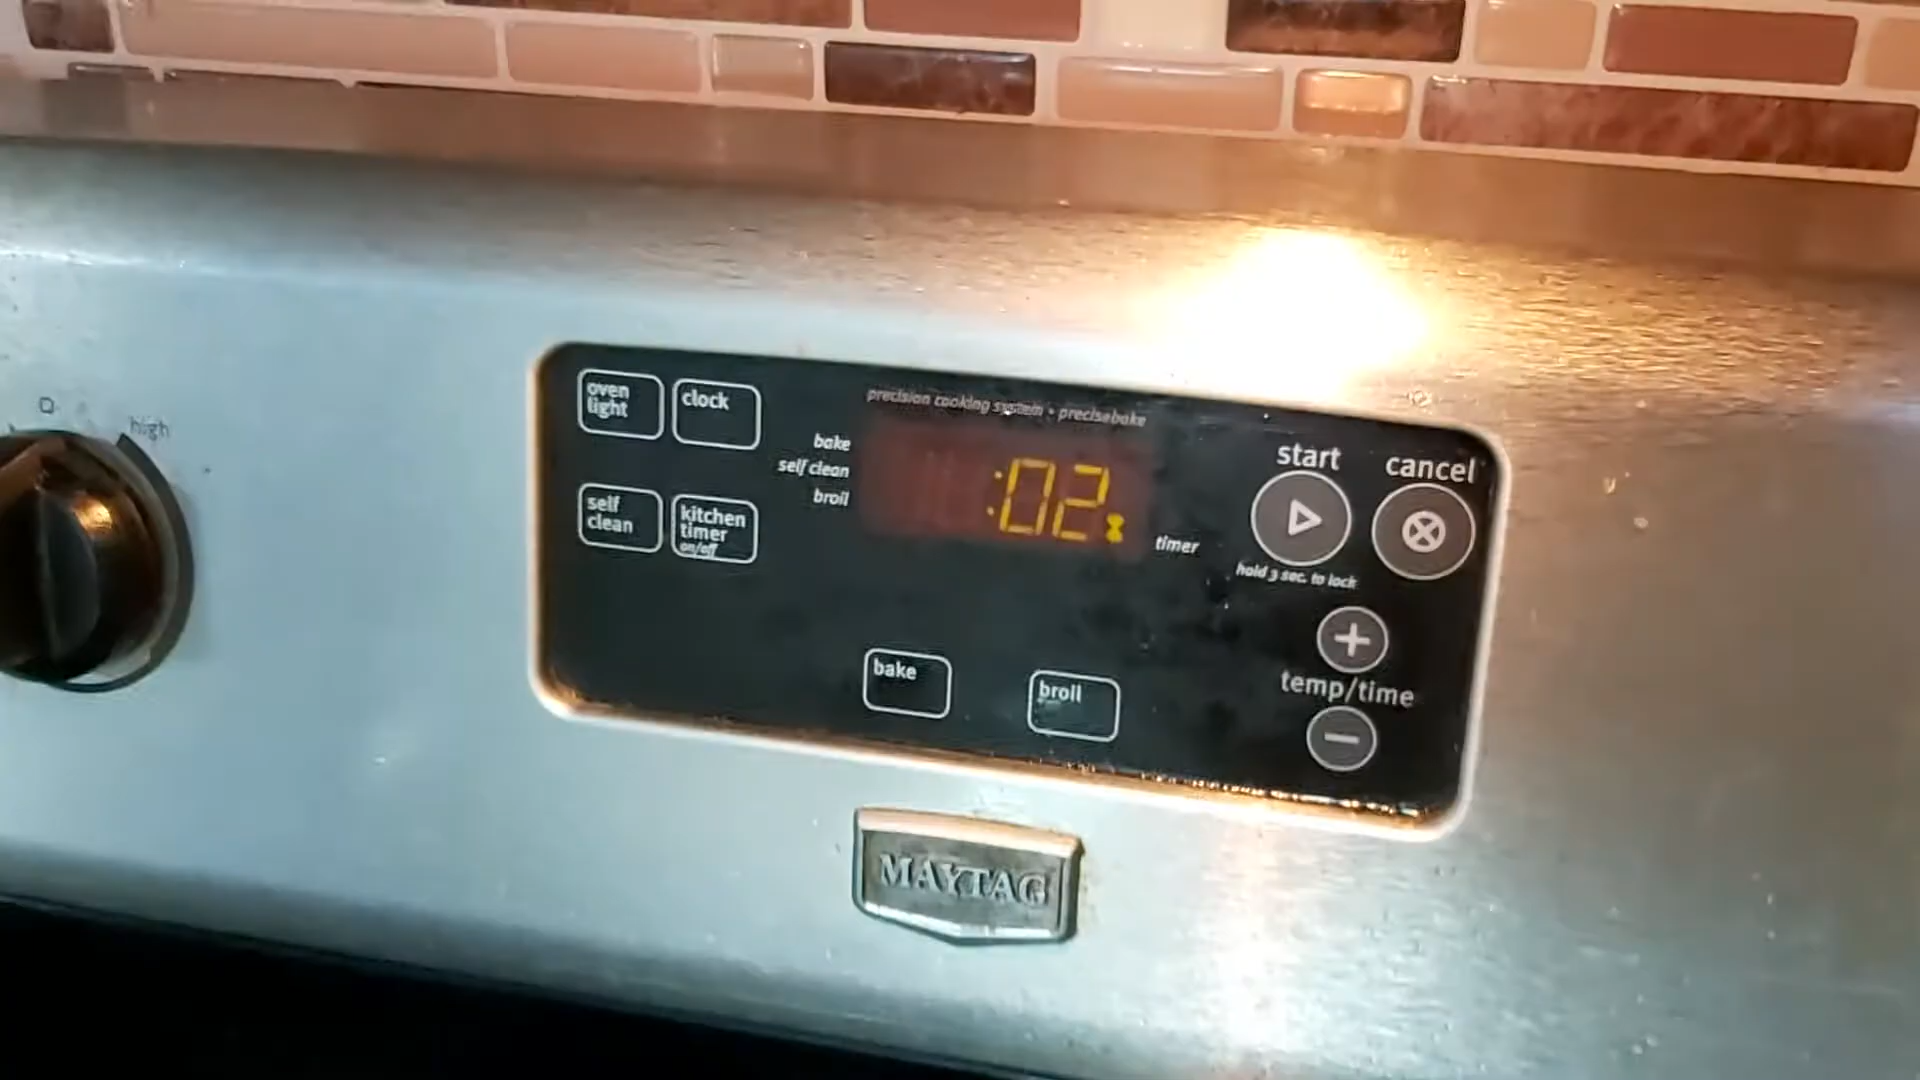 high
oven
light
clock
self
clean
kitchen
timer
on/off
precision cooking system • precisebake
bake
self clean
broil
:02
timer
start
cancel
hold 3 sec. to lock
temp/time
bake
broil
MAYTAG